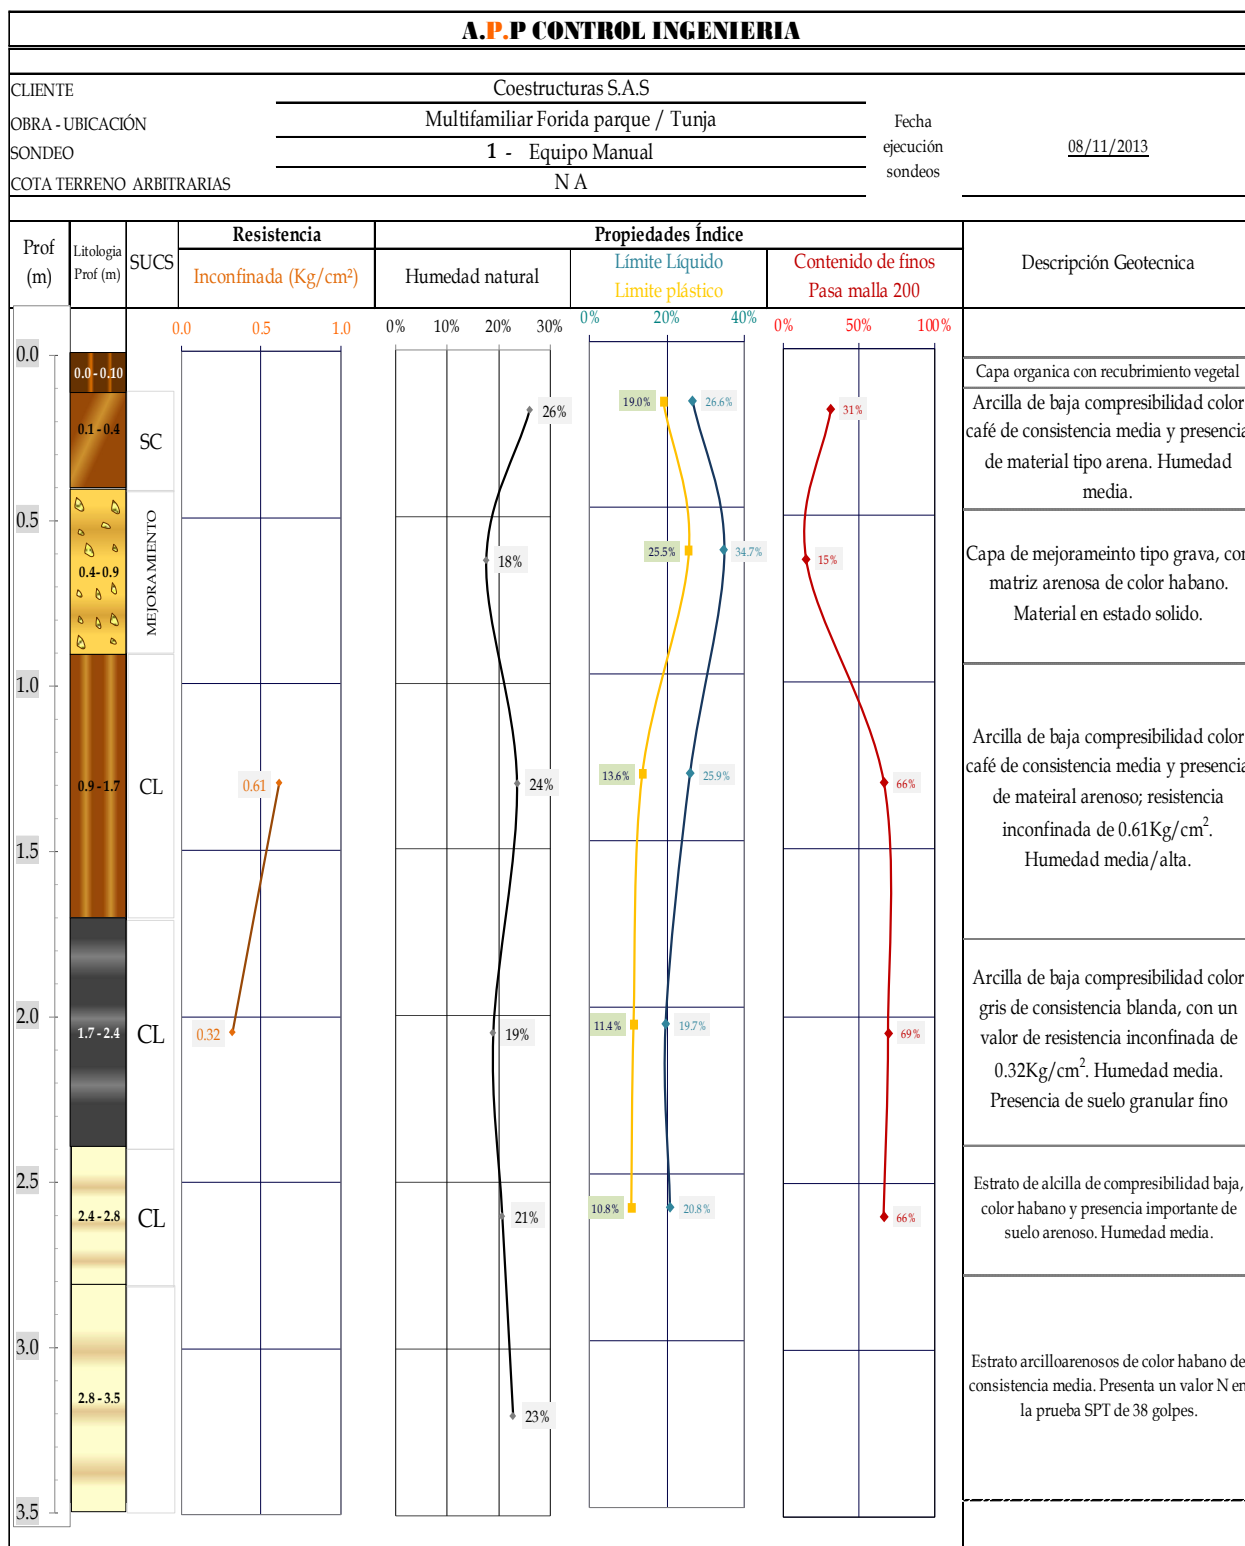 A.P.P CONTROL INGENIERIA
CLIENTE
Coestructuras S.A.S
OBRA - UBICACIÓN
Multifamiliar Forida parque / Tunja
SONDEO
1 - Equipo Manual
COTA TERRENO ARBITRARIAS
N A
Fecha
ejecución
sondeos
08/11/2013
Prof
(m)
Litologia
Prof (m)
SUCS
Resistencia
Inconfinada (Kg/cm²)
Propiedades Índice
Humedad natural
Límite Líquido
Limite plástico
Contenido de finos
Pasa malla 200
Descripción Geotecnica
0.0 0.5 1.0
0% 10% 20% 30%
0% 20% 40%
0% 50% 100%
0.0
0.5
1.0
1.5
2.0
2.5
3.0
3.5
0.0 - 0.10
0.1 - 0.4
0.4- 0.9
0.9 - 1.7
1.7 - 2.4
2.4 - 2.8
2.8 - 3.5
SC
MEJORAMIENTO
CL
CL
CL
0.61
0.32
26%
18%
24%
19%
21%
23%
19.0%
26.6%
25.5%
34.7%
13.6%
25.9%
11.4%
19.7%
10.8%
20.8%
31%
15%
66%
69%
66%
Capa organica con recubrimiento vegetal
Arcilla de baja compresibilidad color
café de consistencia media y presencia
de material tipo arena. Humedad
media.
Capa de mejorameinto tipo grava, con
matriz arenosa de color habano.
Material en estado solido.
Arcilla de baja compresibilidad color
café de consistencia media y presencia
de mateiral arenoso; resistencia
inconfinada de 0.61Kg/cm².
Humedad media/alta.
Arcilla de baja compresibilidad color
gris de consistencia blanda, con un
valor de resistencia inconfinada de
0.32Kg/cm². Humedad media.
Presencia de suelo granular fino
Estrato de alcilla de compresibilidad baja,
color habano y presencia importante de
suelo arenoso. Humedad media.
Estrato arcilloarenosos de color habano de
consistencia media. Presenta un valor N en
la prueba SPT de 38 golpes.